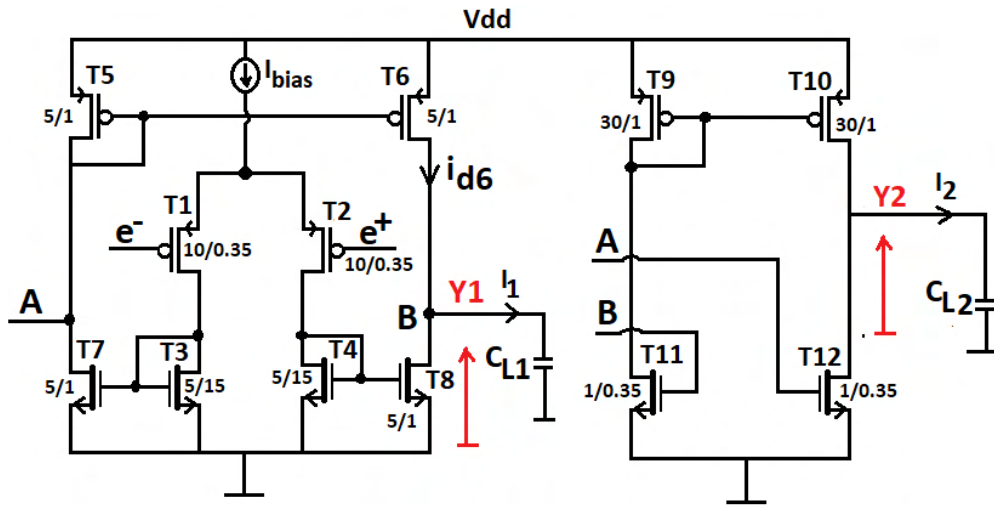 Vdd
T5
5/1
I bias
T6
5/1
T9
30/1
T10
30/1
i d6
T1
e-
10/0.35
T2
e+
10/0.35
Y2
I2
A
A
B
Y1
I1
B
CL2
T7
5/1
T3
5/15
T4
5/15
T8
5/1
CL1
T11
1/0.35
T12
1/0.35